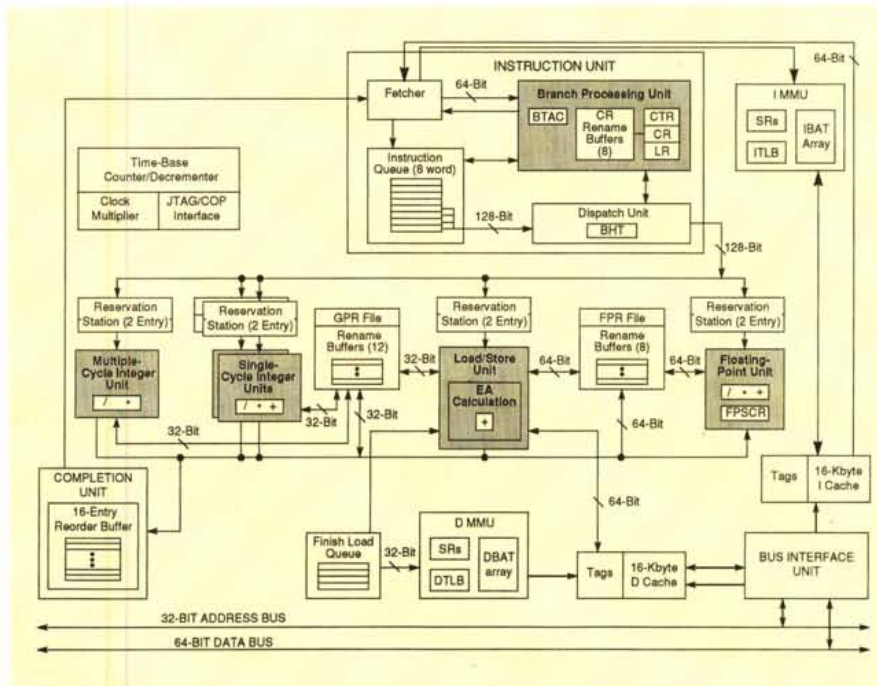 INSTRUCTION UNIT
64-Bit
Fetcher
64-Bit
Branch Processing Unit
BTAC
CR
Rename
Buffers
(8)
CTR
CR
LR
I MMU
SRs
ITLB
IBAT
Array
Time-Base
Counter/Decrementer
Clock
Multiplier
JTAG/COP
Interface
Instruction
Queue (8 word)
128-Bit
Dispatch Unit
BHT
128-Bit
Reservation
Station (2 Entry)
Reservation
Station (2 Entry)
GPR File
Rename
Buffers (12)
Reservation
Station (2 Entry)
FPR File
Rename
Buffers (8)
Reservation
Station (2 Entry)
Multiple-
Cycle Integer
Unit
/ *
Single-
Cycle Integer
Units
/ * +
32-Bit
Load/Store
Unit
EA
Calculation
+
64-Bit
64-Bit
Floating-
Point Unit
/ * +
FPSCR
32-Bit
32-Bit
32-Bit
64-Bit
COMPLETION
UNIT
16-Entry
Reorder Buffer
64-Bit
Tags
16-Kbyte
I Cache
Finish Load
Queue
32-Bit
D MMU
SRs
DTLB
DBAT
array
Tags
16-Kbyte
D Cache
BUS INTERFACE
UNIT
32-BIT ADDRESS BUS
64-BIT DATA BUS